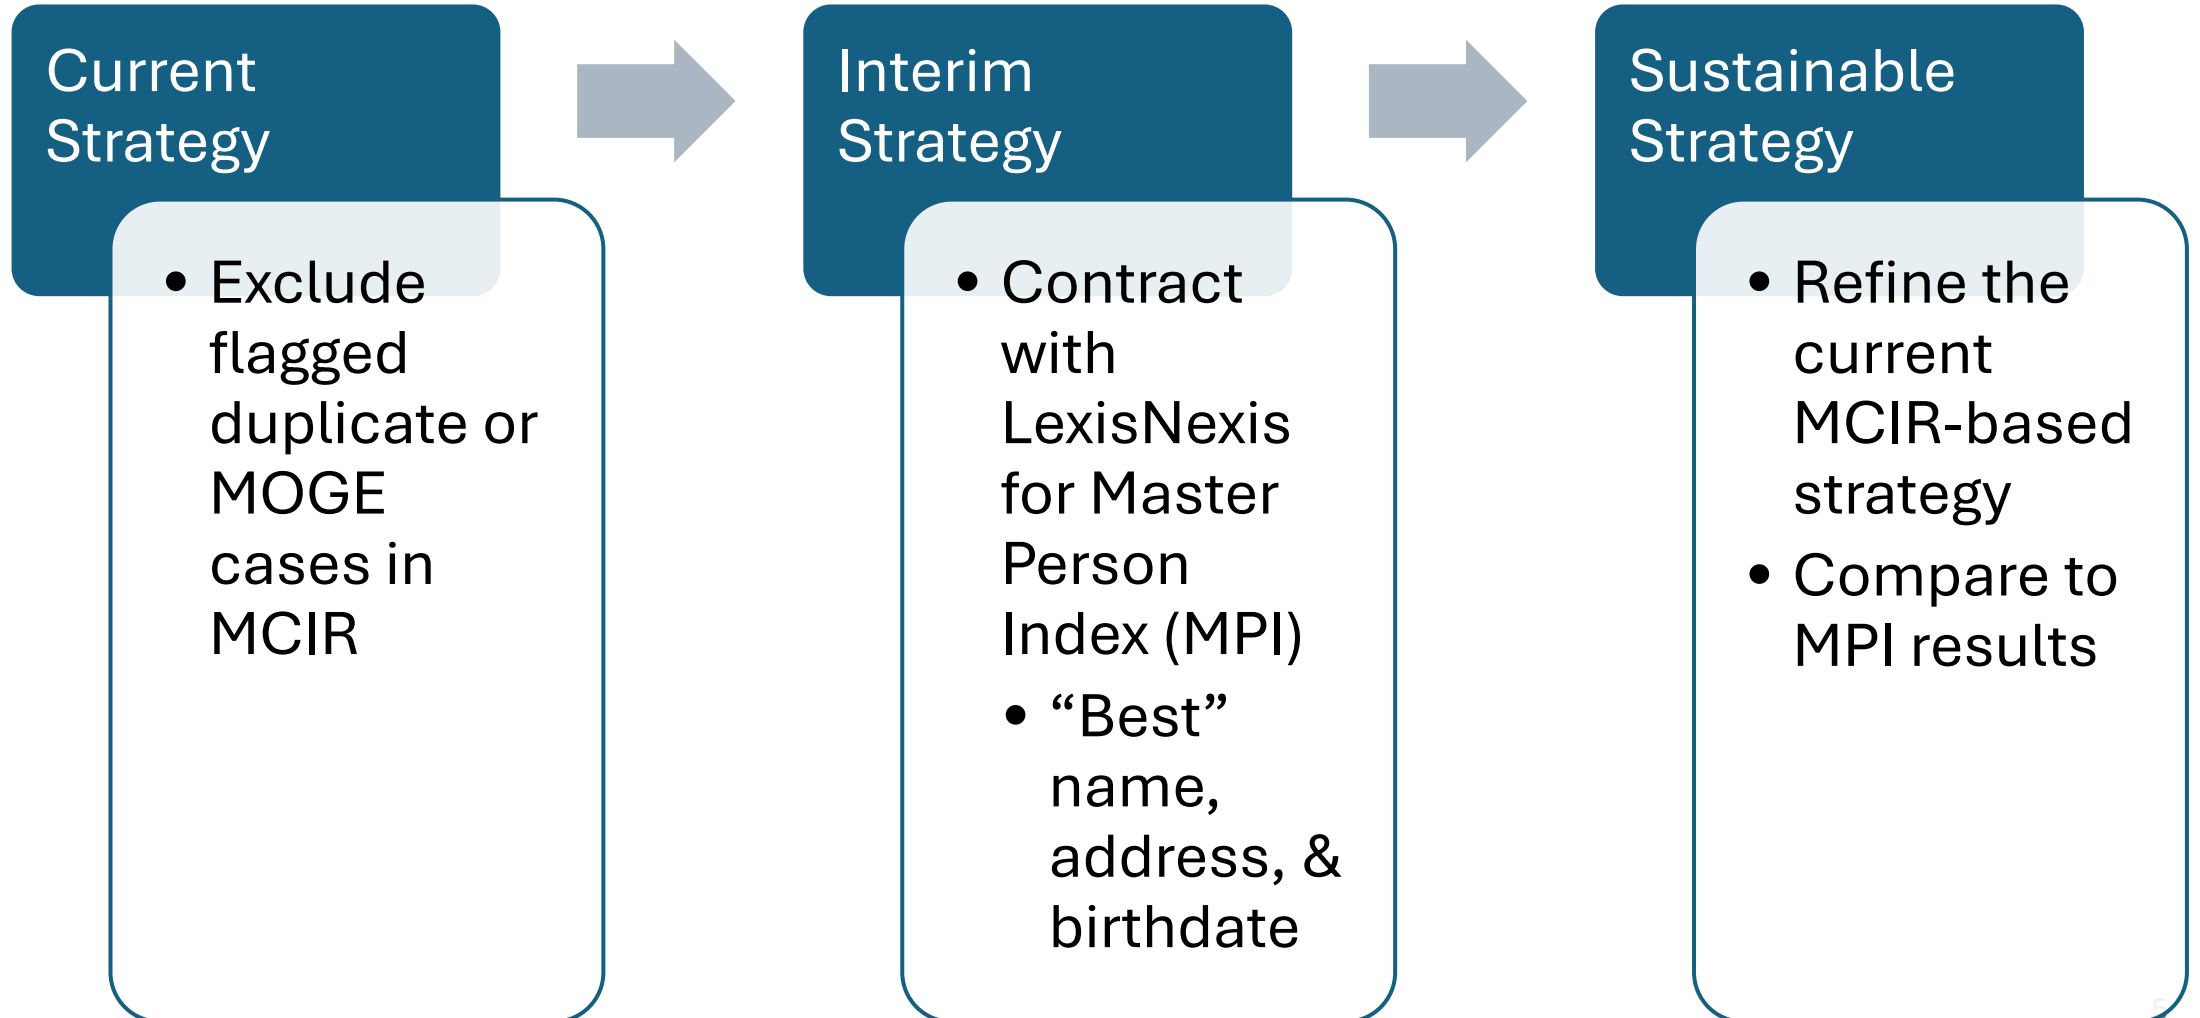 Current
Strategy
• Exclude
flagged
duplicate or
MOGE
cases in
MCIR
Interim
Strategy
• Contract
with
LexisNexis
for Master
Person
Index (MPI)
• “Best”
name,
address, &
birthdate
Sustainable
Strategy
• Refine the
current
MCIR-based
strategy
• Compare to
MPI results
5